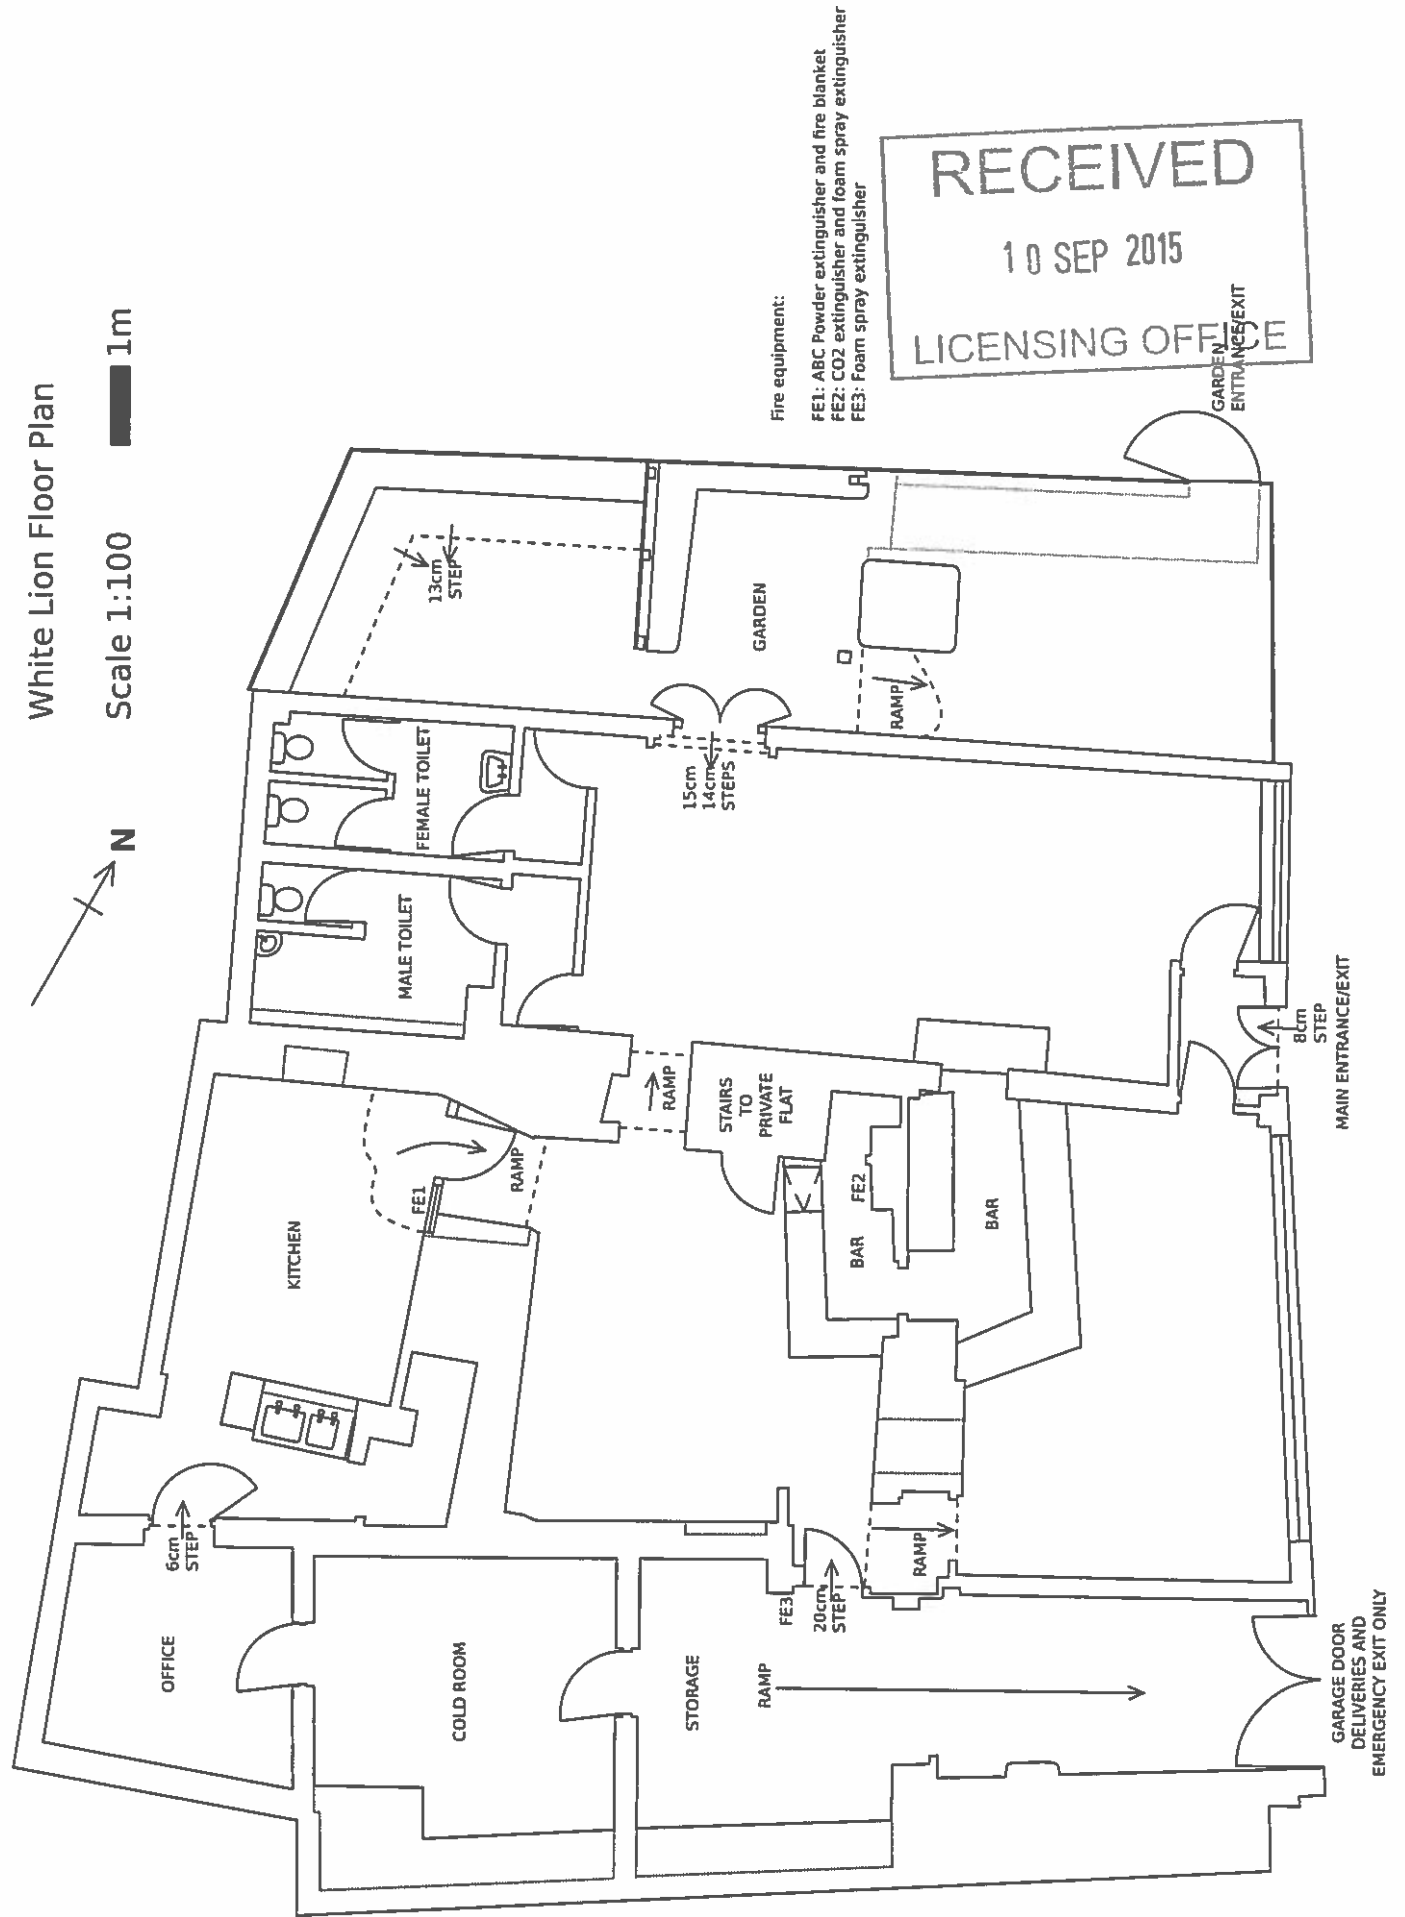 White Lion Floor Plan
Scale 1:100
1m
N
Fire equipment:
FE1: ABC Powder extinguisher and fire blanket
FE2: CO2 extinguisher and foam spray extinguisher
FE3: Foam spray extinguisher
RECEIVED
10 SEP 2015
LICENSING OFFICE
GARDEN
ENTRANCE/EXIT
13cm
STEP
GARDEN
RAMP
FEMALE TOILET
MALE TOILET
15cm
14cm
STEPS
8cm
STEP
MAIN ENTRANCE/EXIT
RAMP
STAIRS
TO
PRIVATE
FLAT
RAMP
FE1
KITCHEN
FE2
BAR
BAR
6cm
STEP
OFFICE
COLD ROOM
STORAGE
FE3
20cm
STEP
RAMP
RAMP
GARAGE DOOR
DELIVERIES AND
EMERGENCY EXIT ONLY